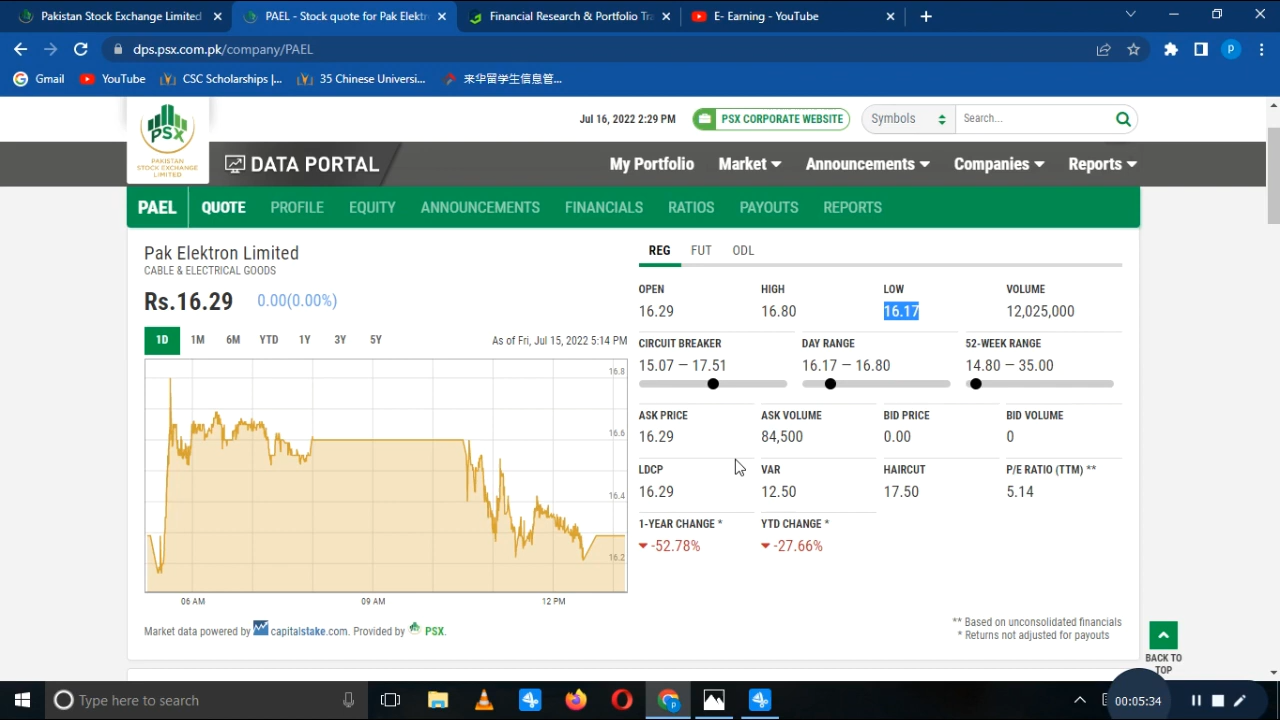 Pakistan Stock Exchange Limited
PAEL - Stock quote for Pak Elektr
Financial Research & Portfolio Tra
E- Earning - YouTube
dps.psx.com.pk/company/PAEL
P
Gmail
YouTube
CSC Scholarships |...
35 Chinese Universi...
来华留学生信息管...
PSX
PAKISTAN
STOCK EXCHANGE
LIMITED
Jul 16, 2022 2:29 PM
PSX CORPORATE WEBSITE
Symbols
Search...
DATA PORTAL
My Portfolio
Market
Announcements
Companies
Reports
PAEL
QUOTE
PROFILE
EQUITY
ANNOUNCEMENTS
FINANCIALS
RATIOS
PAYOUTS
REPORTS
Pak Elektron Limited
CABLE & ELECTRICAL GOODS
Rs.16.29 0.00(0.00%)
1D 1M 6M YTD 1Y 3Y 5Y
As of Fri, Jul 15, 2022 5:14 PM
16.8
16.6
16.4
16.2
06 AM 09 AM 12 PM
Market data powered by capitalstake.com. Provided by PSX.
REG FUT ODL
OPEN HIGH LOW VOLUME
16.29 16.80 16.17 12,025,000
CIRCUIT BREAKER DAY RANGE 52-WEEK RANGE
15.07 — 17.51 16.17 — 16.80 14.80 — 35.00
ASK PRICE ASK VOLUME BID PRICE BID VOLUME
16.29 84,500 0.00 0
LDCP VAR HAIRCUT P/E RATIO (TTM) **
16.29 12.50 17.50 5.14
1-YEAR CHANGE * YTD CHANGE *
-52.78% -27.66%
** Based on unconsolidated financials
* Returns not adjusted for payouts
BACK TO
TOP
Type here to search
00:05:34